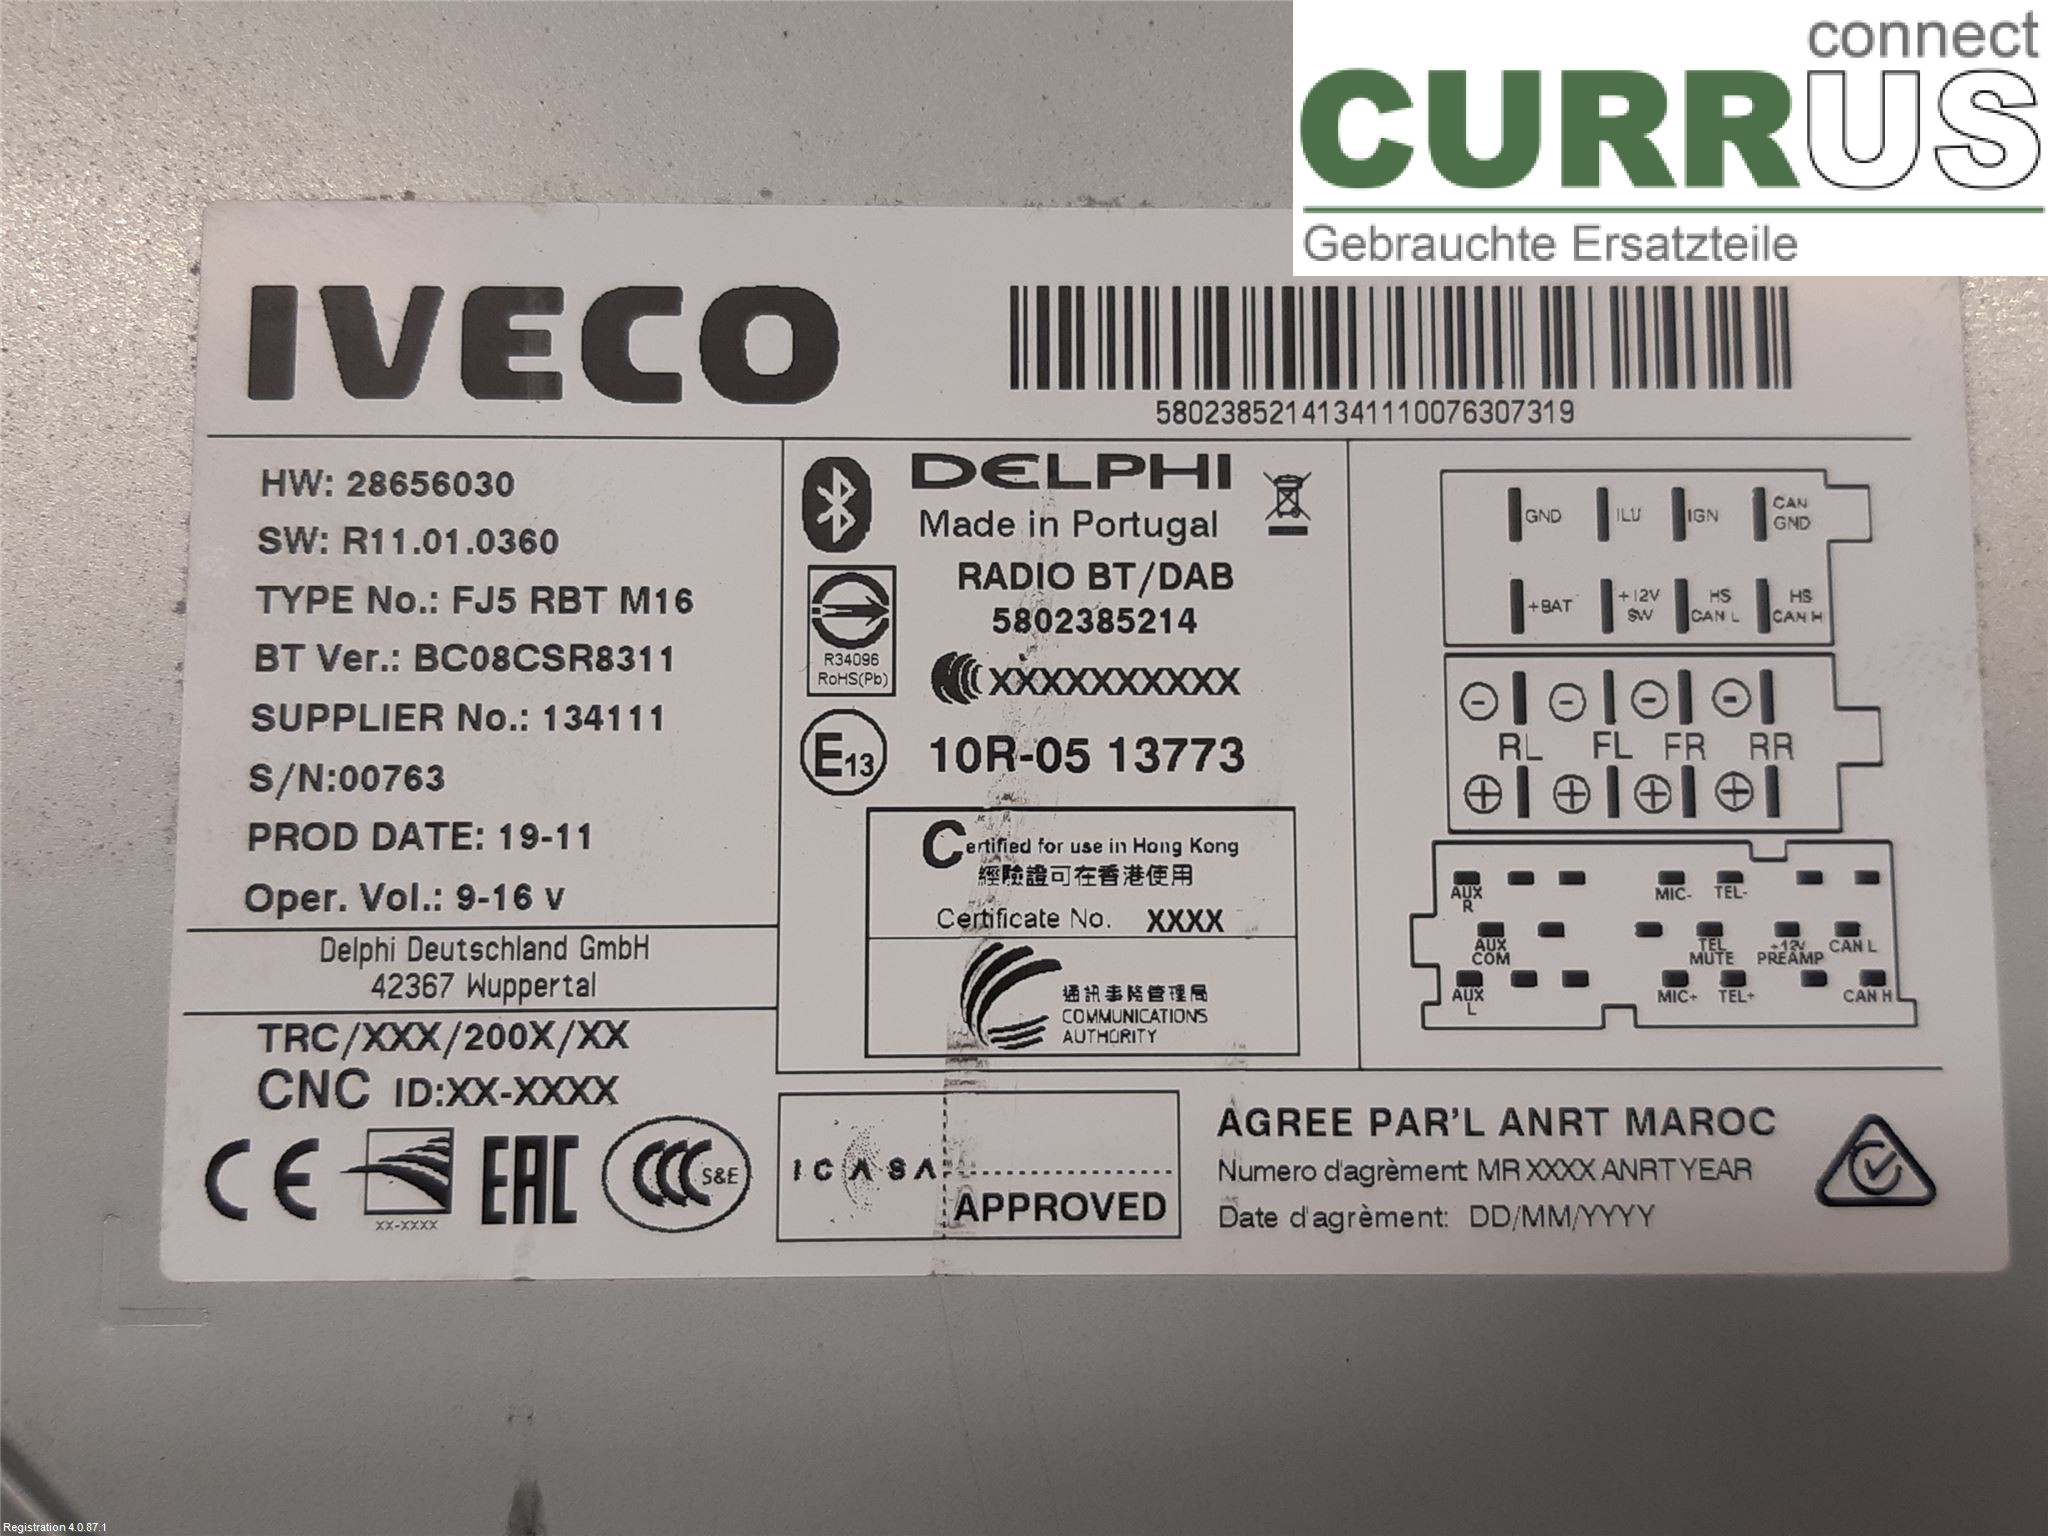 connect
CURRUS
Gebrauchte Ersatzteile
IVECO
5802385214134111007630​7319
HW: 28656030
SW: R11.01.0360
TYPE No.: FJ5 RBT M16
BT Ver.: BC08CSR8311
SUPPLIER No.: 134111
S/N:00763
PROD DATE: 19-11
Oper. Vol.: 9-16 v
Delphi Deutschland GmbH
42367 Wuppertal
TRC/XXX/200X/XX
CNC ID:XX-XXXX
CE
XX-XXXX
EAC
CCC S&E
DELPHI
Made in Portugal
RADIO BT/DAB
5802385214
R34096
RoHS(Pb)
XXXXXXXXXX
E13 10R-05 13773
Certified for use in Hong Kong
經驗證可在香港使用
Certificate No. XXXX
通訊事務管理局
COMMUNICATIONS
AUTHORITY
ICASA
APPROVED
GND ILU IGN CAN GND
+BAT +12V SW HS CAN L HS CAN H
RL FL FR RR
AUX R MIC- TEL-
AUX COM TEL MUTE +12V PREAMP CAN L
AUX L MIC+ TEL+ CAN H
AGREE PAR'L ANRT MAROC
Numero d'agrèment MR XXXX ANRT YEAR
Date d'agrèment: DD/MM/YYYY
Registration 4.0.87.1